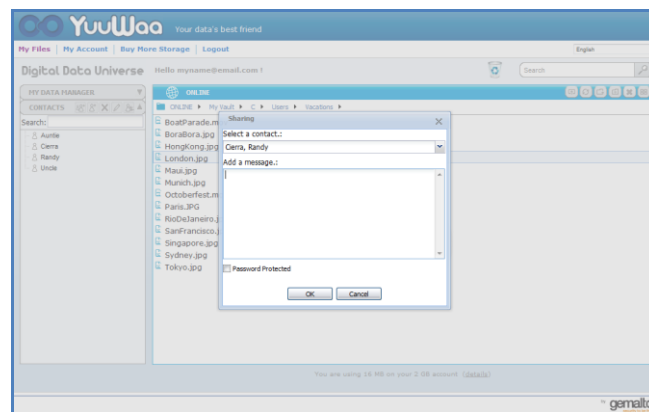 YuuWaa Your data's best friend
My Files | My Account | Buy More Storage | Logout
English
Digital Data Universe
Hello myname@email.com !
Search
MY DATA MANAGER
CONTACTS
Search:
Auntie
Cierra
Randy
Uncle
ONLINE
ONLINE My Vault C Users Vacations
BoatParade.m
BoraBora.jpg
HongKong.jpg
London.jpg
Maui.jpg
Munich.jpg
Octoberfest.m
Paris.JPG
RioDeJaneiro.j
SanFrancisco.j
Singapore.jpg
Sydney.jpg
Tokyo.jpg
Sharing
Select a contact.:
Cierra, Randy
Add a message.:
Password Protected
OK Cancel
You are using 16 MB on your 2 GB account (details)
gemalto